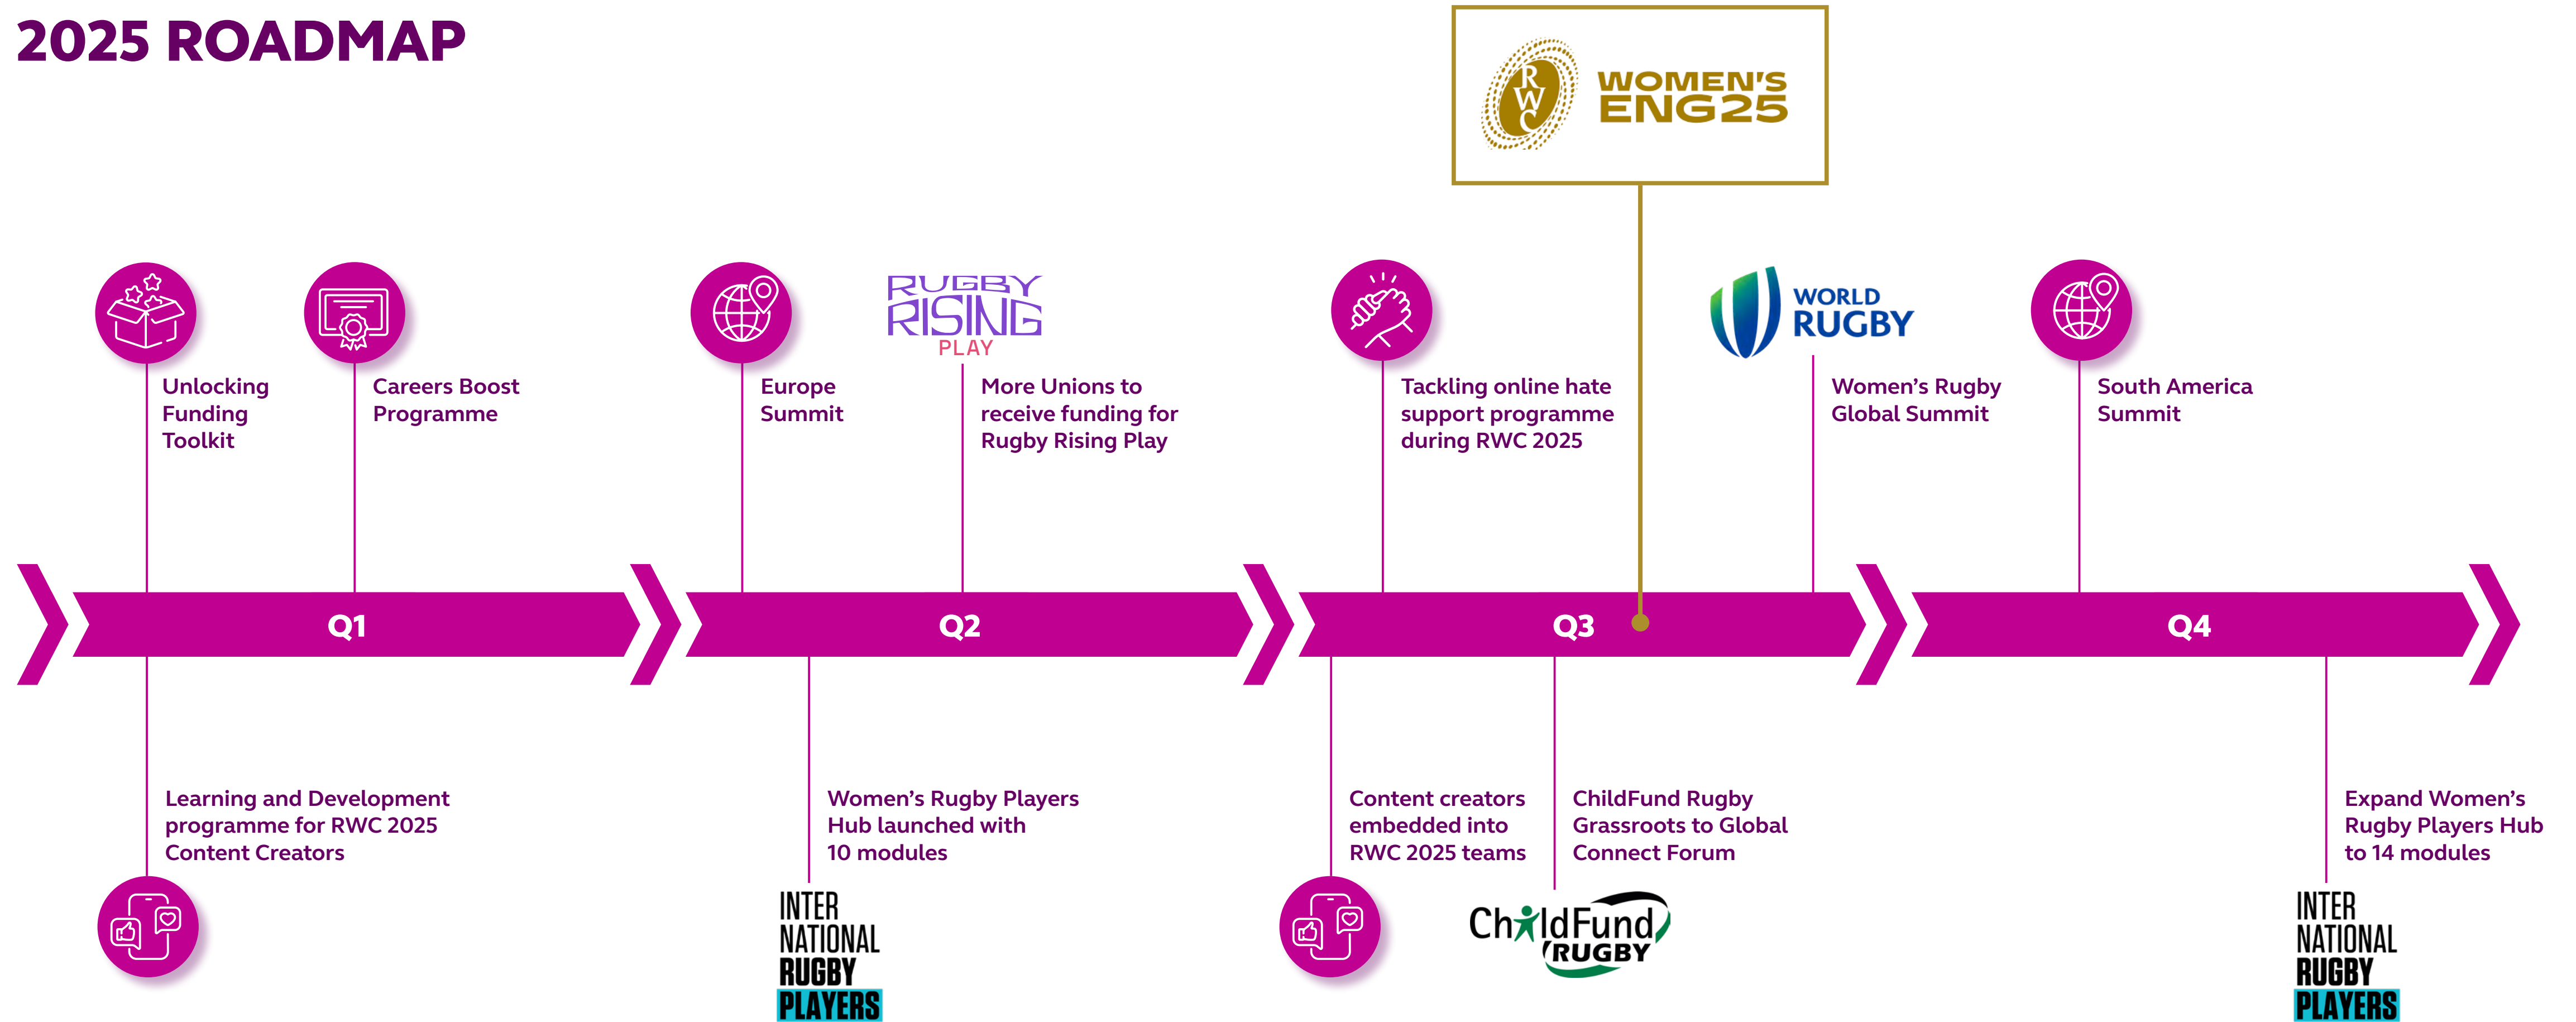 2025 ROADMAP
R
W
C
WOMEN'S
ENG25
RUGBY
RISING
PLAY
WORLD
RUGBY
Unlocking
Funding
Toolkit
Careers Boost
Programme
Europe
Summit
More Unions to
receive funding for
Rugby Rising Play
Tackling online hate
support programme
during RWC 2025
Women's Rugby
Global Summit
South America
Summit
Q1
Q2
Q3
Q4
Learning and Development
programme for RWC 2025
Content Creators
Women's Rugby Players
Hub launched with
10 modules
INTER
NATIONAL
RUGBY
PLAYERS
Content creators
embedded into
RWC 2025 teams
ChildFund Rugby
Grassroots to Global
Connect Forum
ChildFund
RUGBY
Expand Women's
Rugby Players Hub
to 14 modules
INTER
NATIONAL
RUGBY
PLAYERS